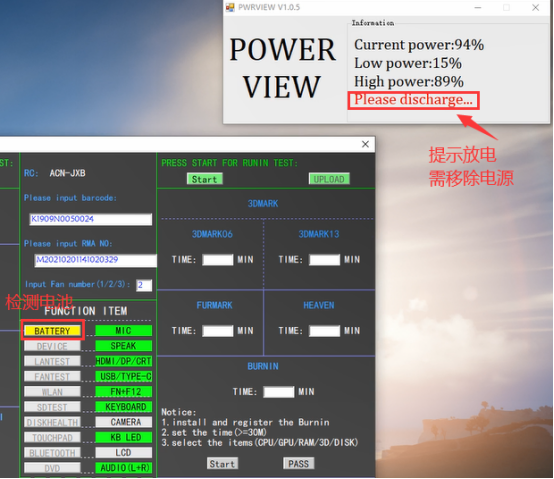 PWRVIEW V1.0.5
POWER
VIEW
Information
Current power:94%
Low power:15%
High power:89%
Please discharge...
提示放电
需移除电源
TEST:
RC: ACN-JXB
Please input barcode:
K1909N0050024
Please input RMA NO:
M20210201141020329
Input Fan number(1/2/3): 2
检测电池
FUNCTION ITEM
BATTERY MIC
DEVICE SPEAK
LANTEST HDMI/DP/CRT
FANTEST USB/TYPE-C
WLAN FN+F12
SDTEST KEYBOARD
DISKHEALTH CAMERA
TOUCHPAD KB LED
BLUETOOTH LCD
DVD AUDIO(L+R)
PRESS START FOR RUNIN TEST:
Start UPLOAD
3DMARK
3DMARK06 3DMARK13
TIME: MIN TIME: MIN
FURMARK HEAVEN
TIME: MIN TIME: MIN
BURNIN
TIME: MIN
Notice:
1.install and register the Burnin
2.set the time(>=30M)
3.select the items(CPU/GPU/RAM/3D/DISK)
Start PASS